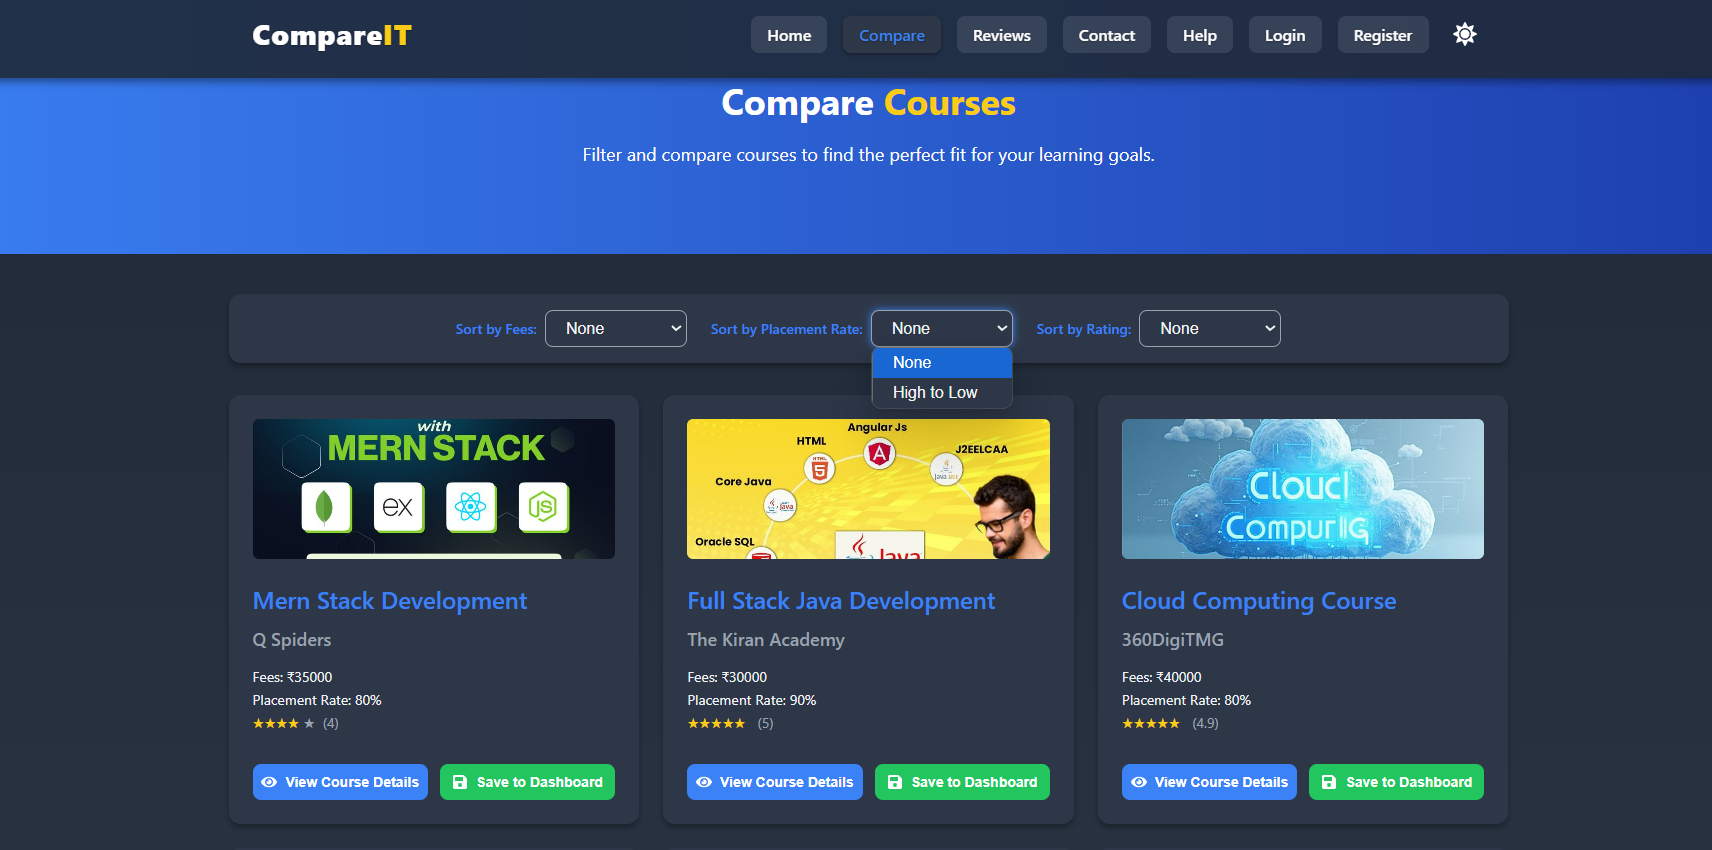 CompareIT
Home
Compare
Reviews
Contact
Help
Login
Register
Compare Courses
Filter and compare courses to find the perfect fit for your learning goals.
Sort by Fees:
None
Sort by Placement Rate:
None
Sort by Rating:
None
None
High to Low
with
MERN STACK
ex
JS
Angular Js
HTML
HTML
5
A
J2EELCAA
Core Java
Oracle SQL
Java
Cloud
Compuriig
Mern Stack Development
Q Spiders
Fees: ₹35000
Placement Rate: 80%
★★★★★ (4)
View Course Details
Save to Dashboard
Full Stack Java Development
The Kiran Academy
Fees: ₹30000
Placement Rate: 90%
★★★★★ (5)
View Course Details
Save to Dashboard
Cloud Computing Course
360DigiTMG
Fees: ₹40000
Placement Rate: 80%
★★★★★ (4.9)
View Course Details
Save to Dashboard